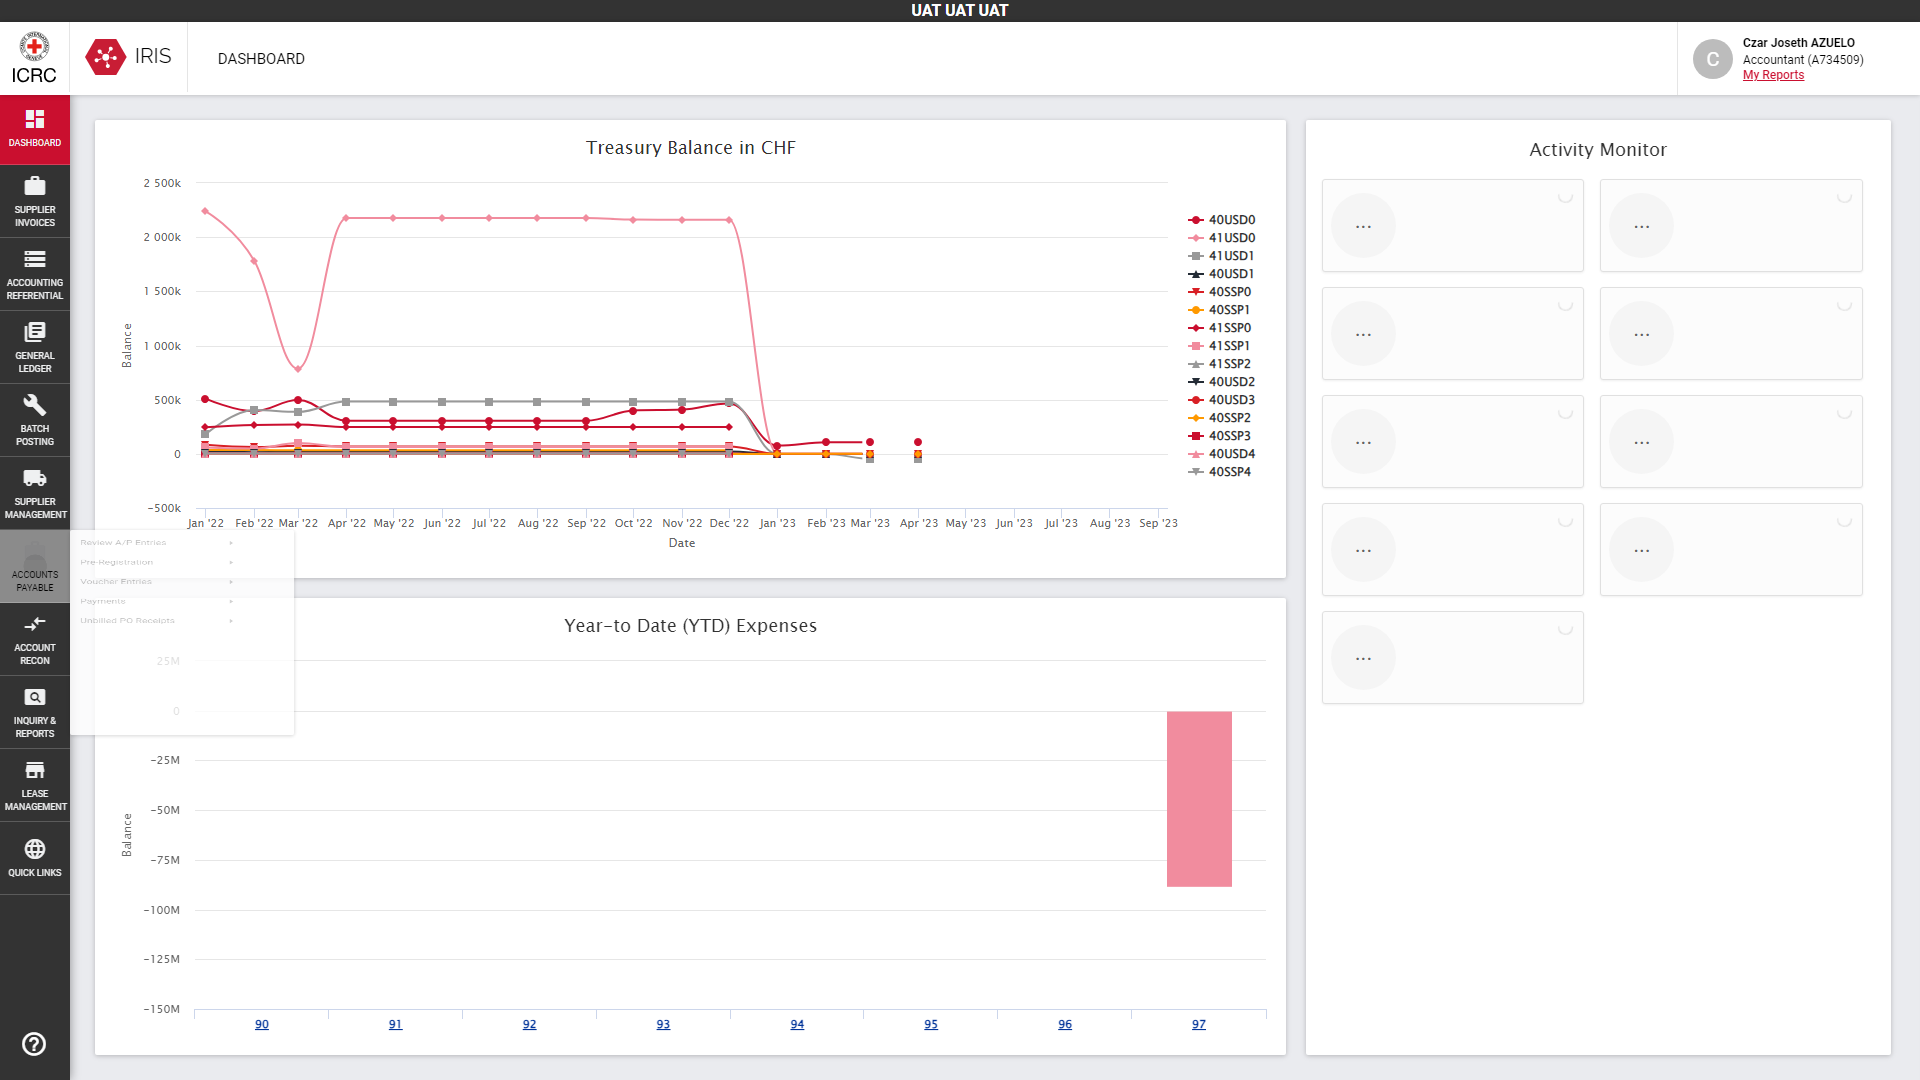 UAT UAT UAT
ICRC
IRIS
DASHBOARD
Czar Joseth AZUELO
Accountant (A734509)
My Reports
DASHBOARD
SUPPLIER
INVOICES
ACCOUNTING
REFERENTIAL
GENERAL
LEDGER
BATCH
POSTING
SUPPLIER
MANAGEMENT
ACCOUNTS
PAYABLE
ACCOUNT
RECON
INQUIRY &
REPORTS
LEASE
MANAGEMENT
QUICK LINKS
Review A/P Entries
Pre-Registration
Voucher Entries
Payments
Unbilled PO Receipts
Treasury Balance in CHF
2 500k
2 000k
1 500k
1 000k
500k
0
−500k
Balance
Jan '22 Feb '22 Mar '22 Apr '22 May '22 Jun '22 Jul '22 Aug '22 Sep '22 Oct '22 Nov '22 Dec '22 Jan '23 Feb '23 Mar '23 Apr '23 May '23 Jun '23 Jul '23 Aug '23 Sep '23
Date
40USD0
41USD0
41USD1
40USD1
40SSP0
40SSP1
41SSP0
41SSP1
41SSP2
40USD2
40USD3
40SSP2
40SSP3
40USD4
40SSP4
Year-to Date (YTD) Expenses
25M
0
−25M
−50M
−75M
−100M
−125M
−150M
Balance
90 91 92 93 94 95 96 97
Activity Monitor
... ...
... ...
... ...
... ...
...
C